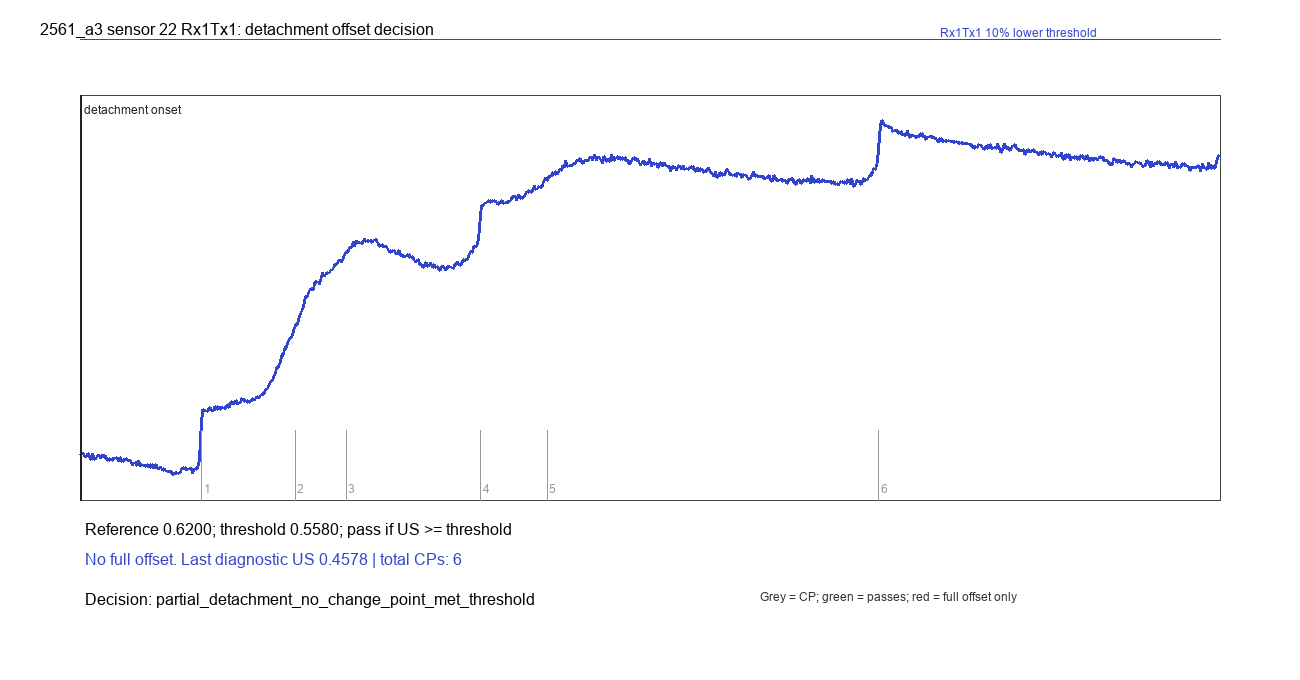 2561_a3 sensor 22 Rx1Tx1: detachment offset decision
Rx1Tx1 10% lower threshold
detachment onset
1 2 3 4 5 6
Reference 0.6200; threshold 0.5580; pass if US >= threshold
No full offset. Last diagnostic US 0.4578 | total CPs: 6
Decision: partial_detachment_no_change_point_met_threshold
Grey = CP; green = passes; red = full offset only